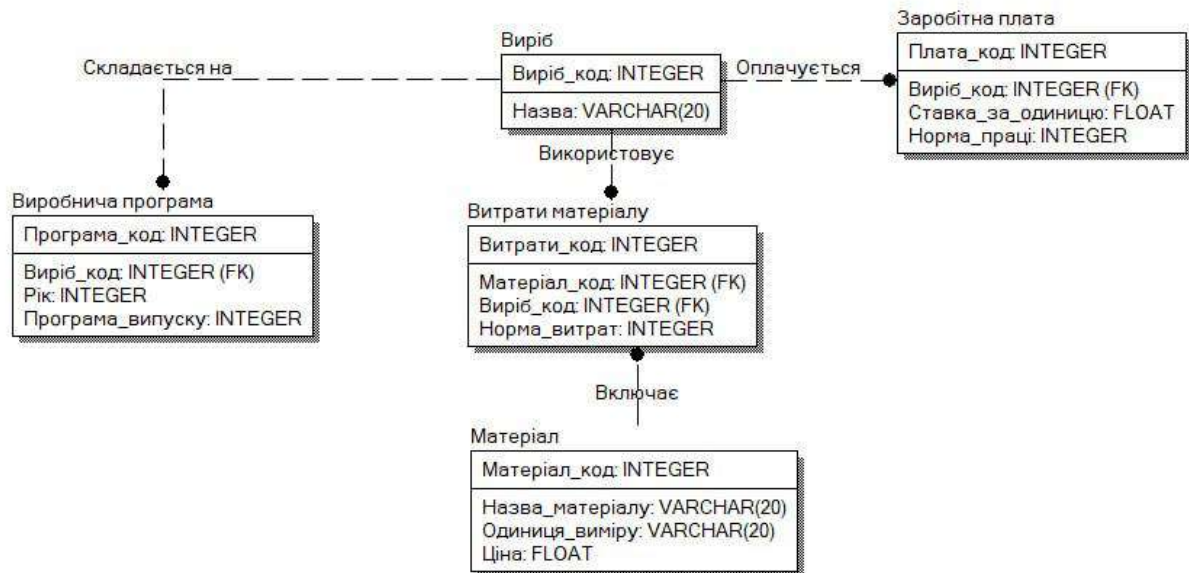 Виріб
Виріб_код: INTEGER
Назва: VARCHAR(20)
Складається на
Оплачується
Використовує
Заробітна плата
Плата_код: INTEGER
Виріб_код: INTEGER (FK)
Ставка_за_одиницю: FLOAT
Норма_праці: INTEGER
Виробнича програма
Програма_код: INTEGER
Виріб_код: INTEGER (FK)
Рік: INTEGER
Програма_випуску: INTEGER
Витрати матеріалу
Витрати_код: INTEGER
Матеріал_код: INTEGER (FK)
Виріб_код: INTEGER (FK)
Норма_витрат: INTEGER
Включає
Матеріал
Матеріал_код: INTEGER
Назва_матеріалу: VARCHAR(20)
Одиниця_виміру: VARCHAR(20)
Ціна: FLOAT